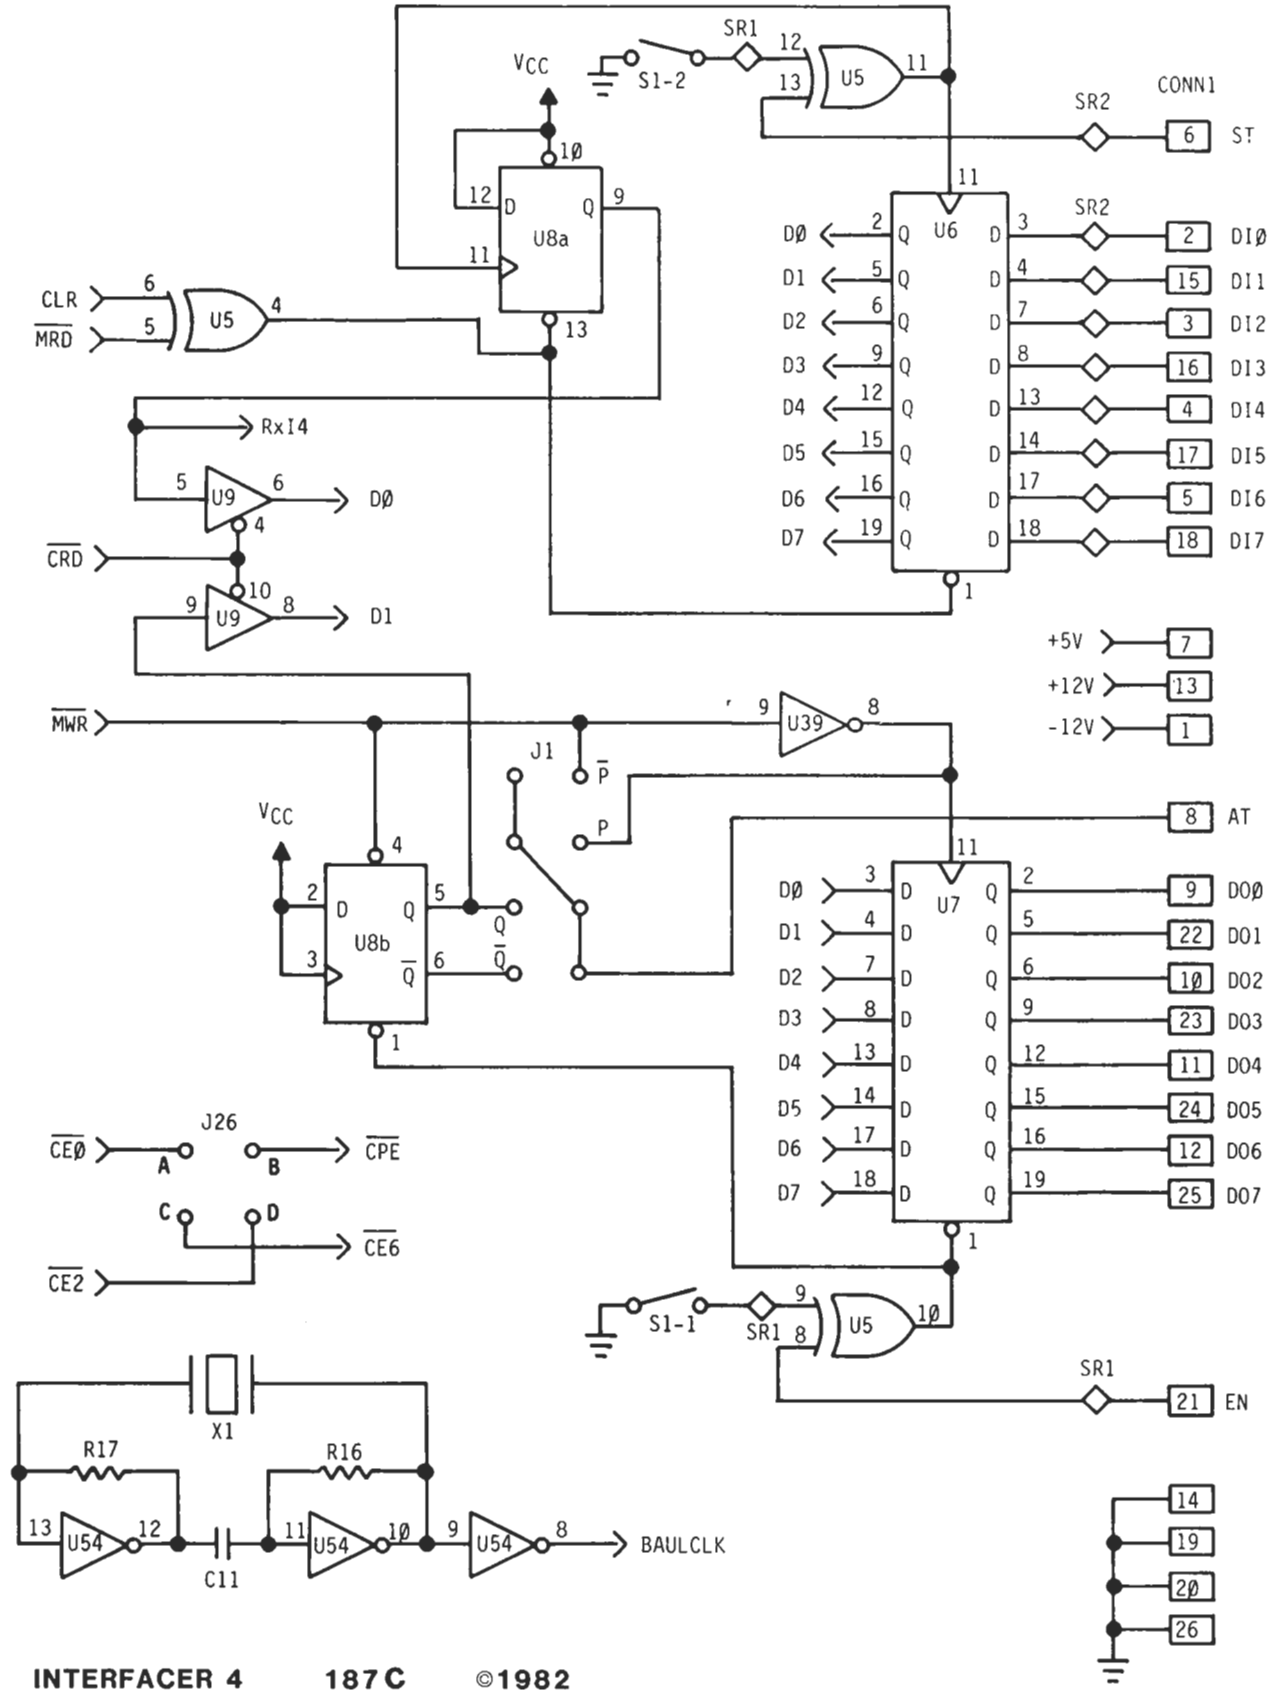 SR1
12
11
VCC
S1-2
13
U5
CONN1
SR2
6 ST
10
11
12 D Q 9
U8a
11
13
SR2
U6
D0 2 Q D 3 2 DI0
D1 5 Q D 4 15 DI1
D2 6 Q D 7 3 DI2
D3 9 Q D 8 16 DI3
D4 12 Q D 13 4 DI4
D5 15 Q D 14 17 DI5
D6 16 Q D 17 5 DI6
D7 19 Q D 18 18 DI7
1
CLR 6
4
MRD 5 U5
RxI4
5 U9 6 D0
4
CRD
10
9 U9 8 D1
+5V 7
+12V 13
-12V 1
MWR 9 U39 8
J1
P̅
P
8 AT
VCC
4
2 D Q 5 Q
U8b
3 Q̅ 6 Q̅
1
11
U7
D0 3 D Q 2 9 DO0
D1 4 D Q 5 22 DO1
D2 7 D Q 6 10 DO2
D3 8 D Q 9 23 DO3
D4 13 D Q 12 11 DO4
D5 14 D Q 15 24 DO5
D6 17 D Q 16 12 DO6
D7 18 D Q 19 25 DO7
1
J26
CE0 A B CPE
C D
CE6
CE2
S1-1 SR1 9
8 U5 10
SR1
21 EN
X1
R17 R16
13 U54 12 11 U54 10 9 U54 8 BAULCLK
C11
14
19
20
26
INTERFACER 4 187C ©1982